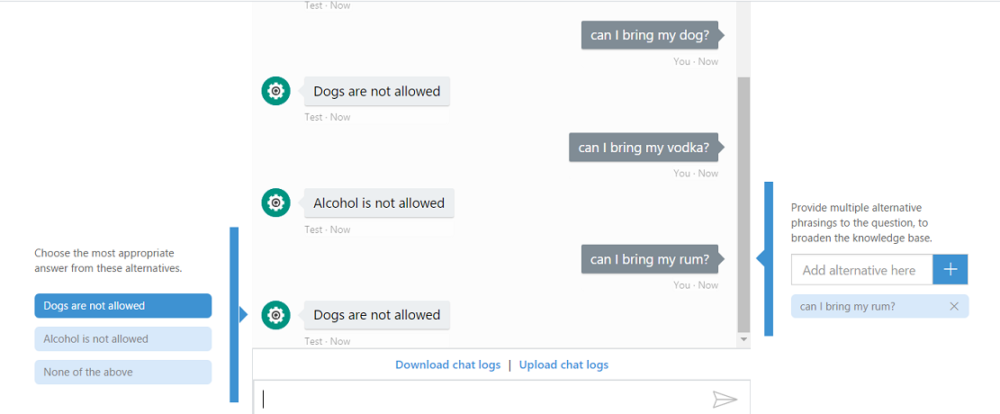 Test · Now
can I bring my dog?
You · Now
Dogs are not allowed
Test · Now
can I bring my vodka?
You · Now
Alcohol is not allowed
Test · Now
can I bring my rum?
You · Now
Dogs are not allowed
Test · Now
Download chat logs | Upload chat logs
Choose the most appropriate
answer from these alternatives.
Dogs are not allowed
Alcohol is not allowed
None of the above
Provide multiple alternative
phrasings to the question, to
broaden the knowledge base.
Add alternative here
can I bring my rum?